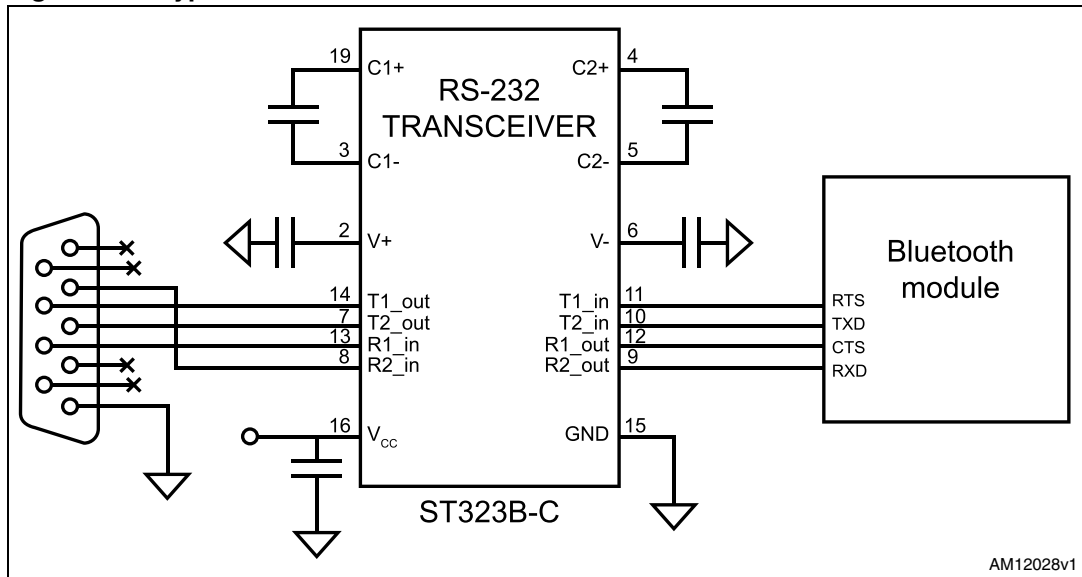 19
C1+
C2+
4
RS-232
TRANSCEIVER
3
C1-
C2-
5
2
V+
V-
6
Bluetooth
module
14
T1_out
T1_in
11
RTS
7
T2_out
T2_in
10
TXD
13
R1_in
R1_out
12
CTS
8
R2_in
R2_out
9
RXD
16
VCC
GND
15
ST323B-C
AM12028v1